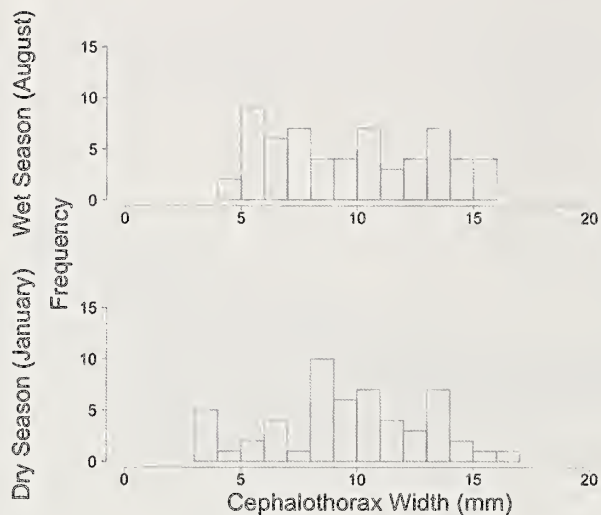 Wet Season (August)
15
10
5
0
0 5 10 15 20
Frequency
Dry Season (January)
15
10
5
0
0 5 10 15 20
Cephalothorax Width (mm)